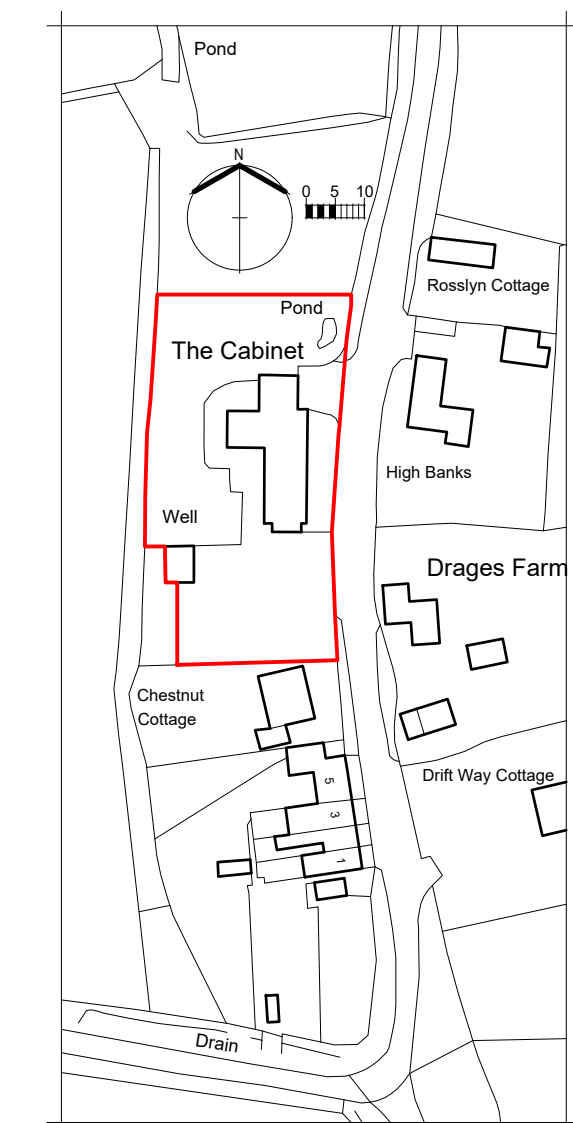 Pond
N
0 5 10
Rosslyn Cottage
Pond
The Cabinet
High Banks
Well
Drages Farm
Chestnut
Cottage
Drift Way Cottage
5
3
1
Drain